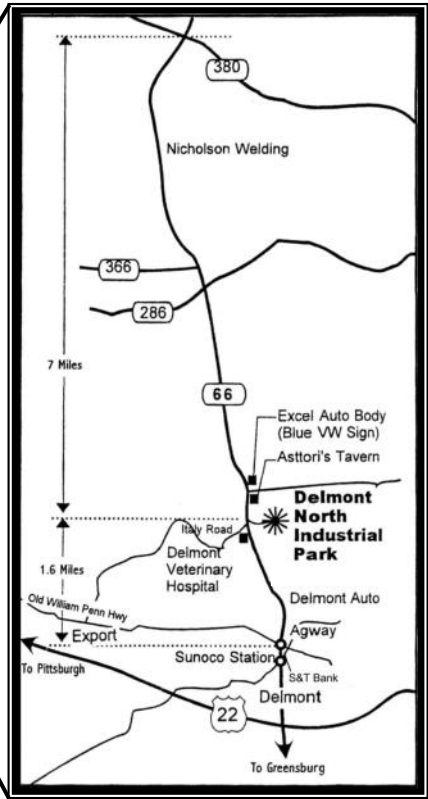 380
Nicholson Welding
366
286
7 Miles
66
Excel Auto Body
(Blue VW Sign)
Asttori's Tavern
Delmont
North
Industrial
Park
Italy Road
Delmont
Veterinary
Hospital
1.6 Miles
Delmont Auto
Old William Penn Hwy
Export
Agway
Sunoco Station
To Pittsburgh
S&T Bank
Delmont
22
To Greensburg